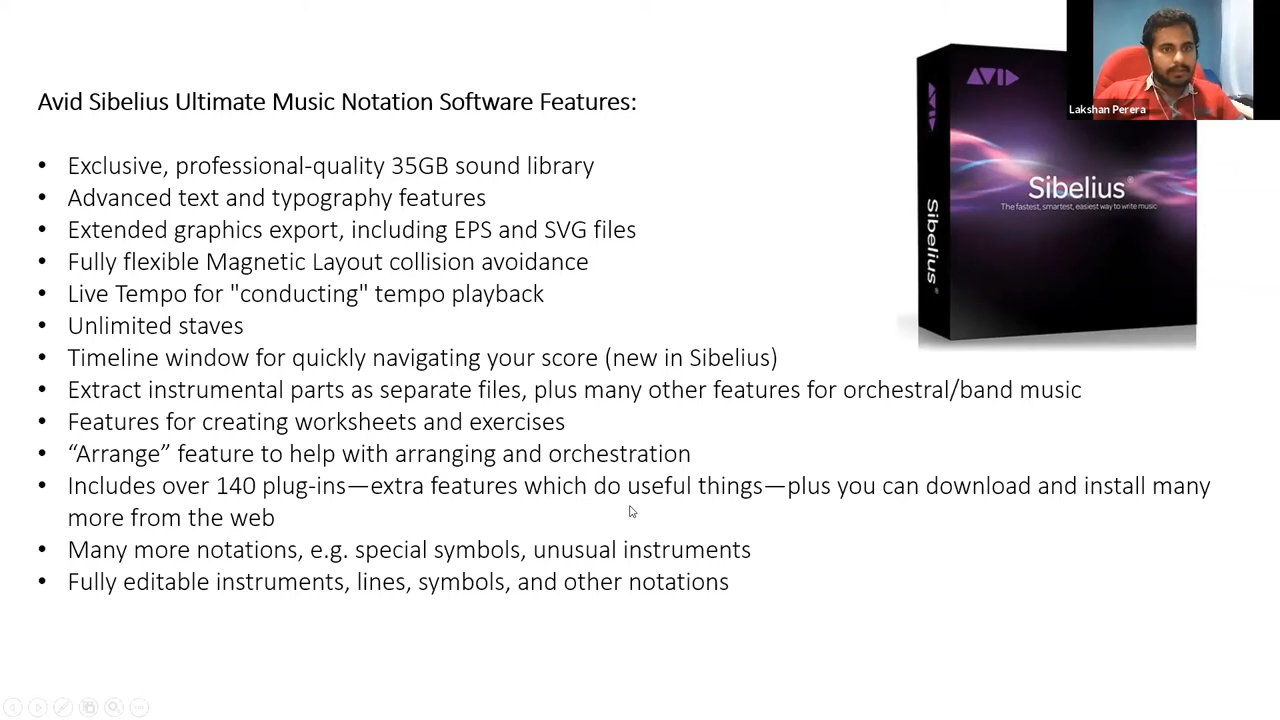 Avid Sibelius Ultimate Music Notation Software Features:
• Exclusive, professional-quality 35GB sound library
• Advanced text and typography features
• Extended graphics export, including EPS and SVG files
• Fully flexible Magnetic Layout collision avoidance
• Live Tempo for "conducting" tempo playback
• Unlimited staves
• Timeline window for quickly navigating your score (new in Sibelius)
• Extract instrumental parts as separate files, plus many other features for orchestral/band music
• Features for creating worksheets and exercises
• “Arrange” feature to help with arranging and orchestration
• Includes over 140 plug-ins—extra features which do useful things—plus you can download and install many
more from the web
• Many more notations, e.g. special symbols, unusual instruments
• Fully editable instruments, lines, symbols, and other notations
AVID
AVID
Sibelius®
The fastest, smartest, easiest way to write music
Sibelius®
Lakshan Perera